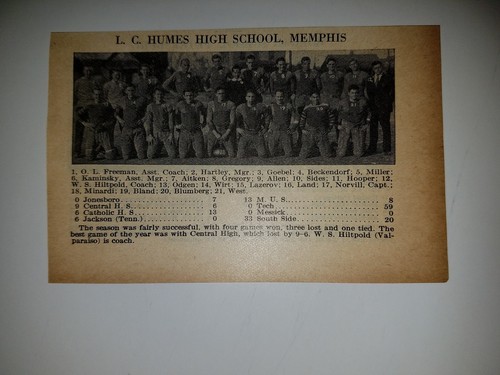 L. C. HUMES HIGH SCHOOL, MEMPHIS
1, O. L. Freeman, Asst. Coach; 2, Hartley, Mgr.; 3, Goebel; 4, Beckendorf; 5, Miller;
6, Kaminsky, Asst. Mgr.; 7, Aitken; 8, Gregory; 9, Allen; 10, Sides; 11, Hooper; 12,
W. S. Hiltpold, Coach; 13, Odgen; 14, Wirt; 15, Lazerov; 16, Land; 17, Norvill, Capt.;
18, Minardi; 19, Bland; 20, Blumberg; 21, West.
0 Jonesboro. 7 13 M. U. S. 8
9 Central H. S. 6 0 Tech. 59
6 Catholic H. S. 13 0 Messick 0
6 Jackson (Tenn.) 0 33 South Side. 20
The season was fairly successful, with four games won, three lost and one tied. The
best game of the year was with Central High, which lost by 9-6. W. S. Hiltpold (Val-
paraiso) is coach.